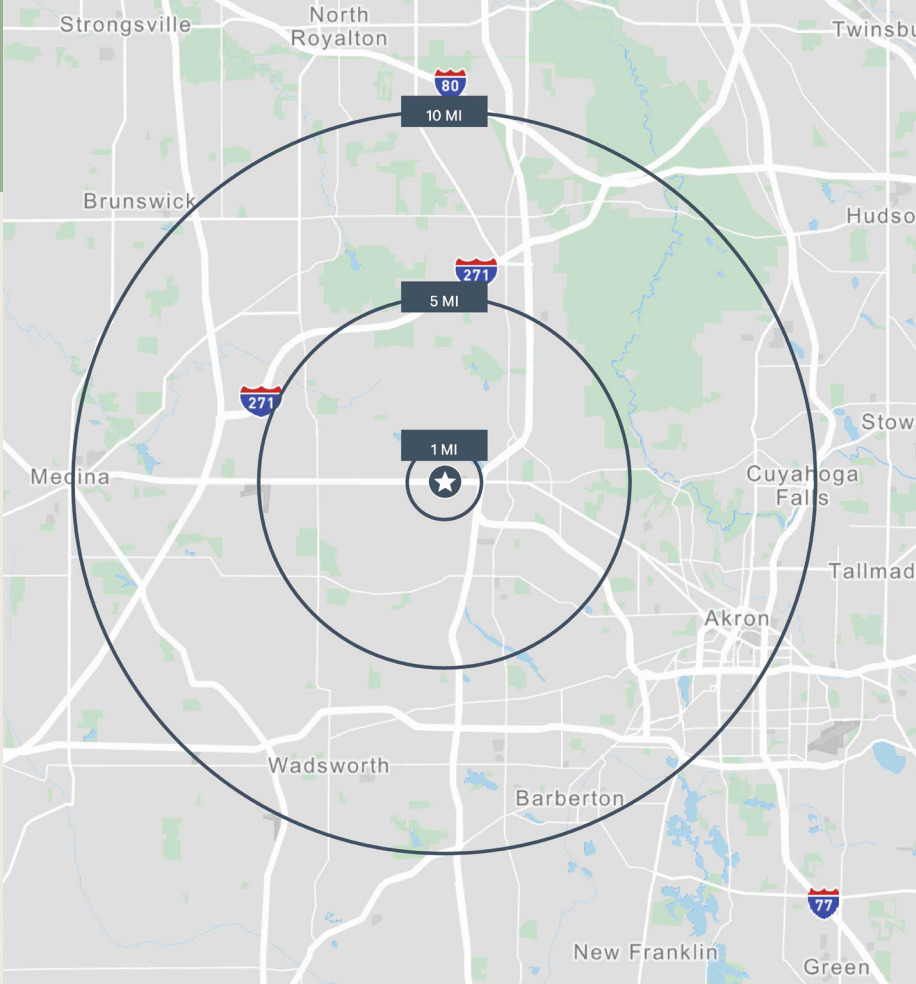 North
Royalton
Strongsville
Twinsbu
80
10 MI
Brunswick
Hudso
271
5 MI
271
Stow
1 MI
Medina
Cuyahoga
Falls
Tallmad
Akron
Wadsworth
Barberton
77
New Franklin
Green